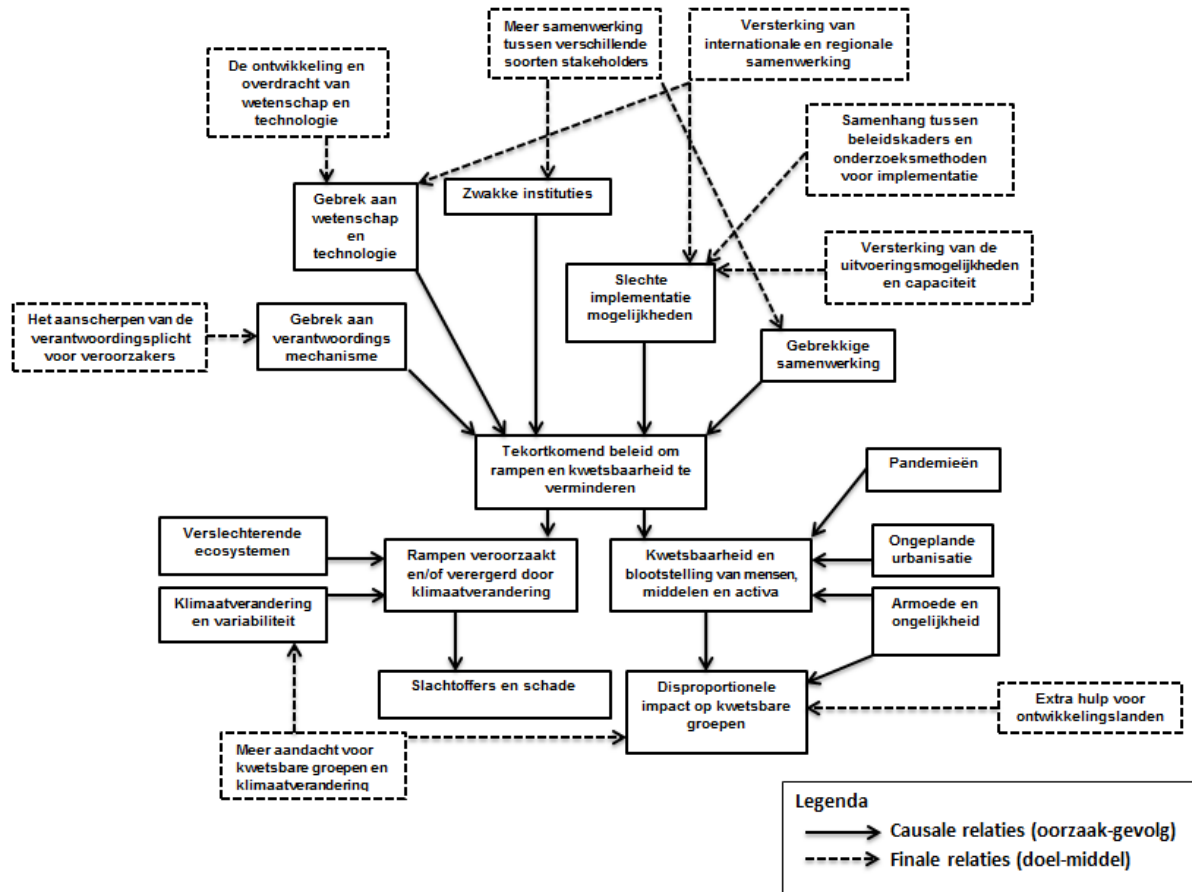 Meer samenwerking
tussen verschillende
soorten stakeholders
Versterking van
internationale en regionale
samenwerking
De ontwikkeling en
overdracht van
wetenschap en
technologie
Samenhang tussen
beleidskaders en
onderzoeksmethoden
voor implementatie
Gebrek aan
wetenschap
en
technologie
Zwakke instituties
Versterking van de
uitvoeringsmogelijkheden
en capaciteit
Slechte
implementatie
mogelijkheden
Het aanscherpen van de
verantwoordingsplicht
voor veroorzakers
Gebrek aan
verantwoordings
mechanisme
Gebrekkige
samenwerking
Tekortkomend beleid om
rampen en kwetsbaarheid te
verminderen
Pandemieën
Verslechterende
ecosystemen
Rampen veroorzaakt
en/of verergerd door
klimaatverandering
Kwetsbaarheid en
blootstelling van mensen,
middelen en activa
Ongeplande
urbanisatie
Klimaatverandering
en variabiliteit
Armoede en
ongelijkheid
Slachtoffers en schade
Disproportionele
impact op kwetsbare
groepen
Extra hulp voor
ontwikkelingslanden
Meer aandacht voor
kwetsbare groepen en
klimaatverandering
Legenda
Causale relaties (oorzaak-gevolg)
Finale relaties (doel-middel)